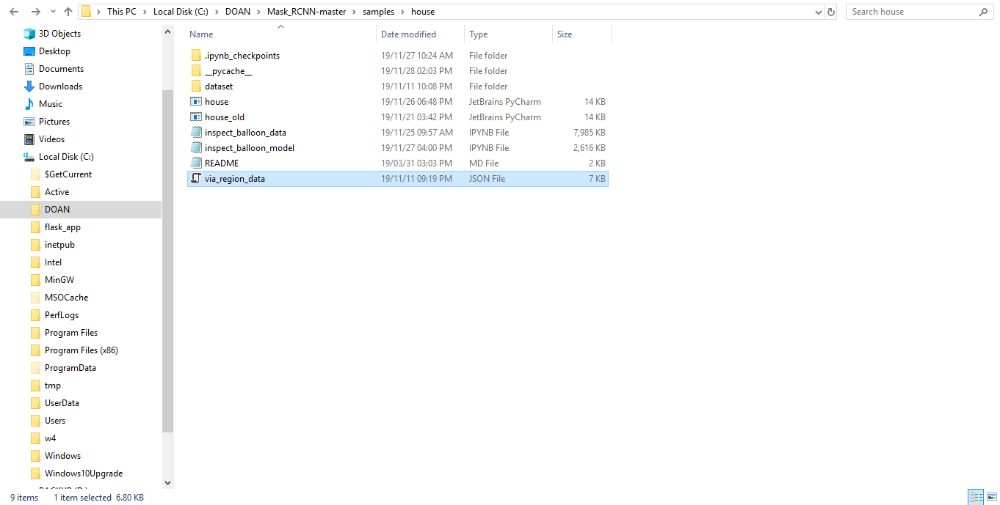 This PC > Local Disk (C:) > DOAN > Mask_RCNN-master > samples > house
Search house
3D Objects
Desktop
Documents
Downloads
Music
Pictures
Videos
Local Disk (C:)
$GetCurrent
Active
DOAN
flask_app
inetpub
Intel
MinGW
MSOCache
PerfLogs
Program Files
Program Files (x86)
ProgramData
tmp
UserData
Users
w4
Windows
Windows10Upgrade
Name Date modified Type Size
.ipynb_checkpoints 19/11/27 10:24 AM File folder
__pycache__ 19/11/28 02:03 PM File folder
dataset 19/11/11 10:08 PM File folder
house 19/11/26 06:48 PM JetBrains PyCharm 14 KB
house_old 19/11/21 03:42 PM JetBrains PyCharm 14 KB
inspect_balloon_data 19/11/25 09:57 AM IPYNB File 7,985 KB
inspect_balloon_model 19/11/27 04:00 PM IPYNB File 2,616 KB
README 19/03/31 03:03 PM MD File 2 KB
via_region_data 19/11/11 09:19 PM JSON File 7 KB
9 items 1 item selected 6.80 KB